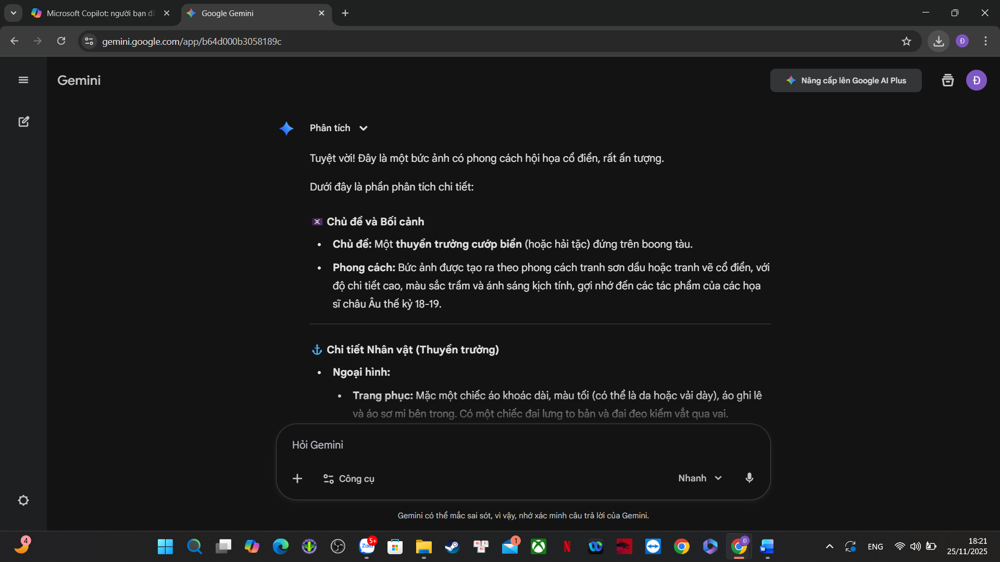 Microsoft Copilot: người bạn đồ
Google Gemini
gemini.google.com/app/b64d000b3058189c
Đ
Gemini
Nâng cấp lên Google AI Plus
Đ
Phân tích
Tuyệt vời! Đây là một bức ảnh có phong cách hội họa cổ điển, rất ấn tượng.
Dưới đây là phần phân tích chi tiết:
Chủ đề và Bối cảnh
Chủ đề: Một thuyền trưởng cướp biển (hoặc hải tặc) đứng trên boong tàu.
Phong cách: Bức ảnh được tạo ra theo phong cách tranh sơn dầu hoặc tranh vẽ cổ điển, với
độ chi tiết cao, màu sắc trầm và ánh sáng kịch tính, gợi nhớ đến các tác phẩm của các họa
sĩ châu Âu thế kỷ 18-19.
Chi tiết Nhân vật (Thuyền trưởng)
Ngoại hình:
Trang phục: Mặc một chiếc áo khoác dài, màu tối (có thể là da hoặc vải dày), áo ghi lê
và áo sơ mi bên trong. Có một chiếc đai lưng to bản và đai đeo kiếm vắt qua vai.
Hỏi Gemini
Công cụ
Nhanh
Gemini có thể mắc sai sót, vì vậy, nhớ xác minh câu trả lời của Gemini.
4
Zalo
5+
1
N
W
Đ
ENG
18:21
25/11/2025